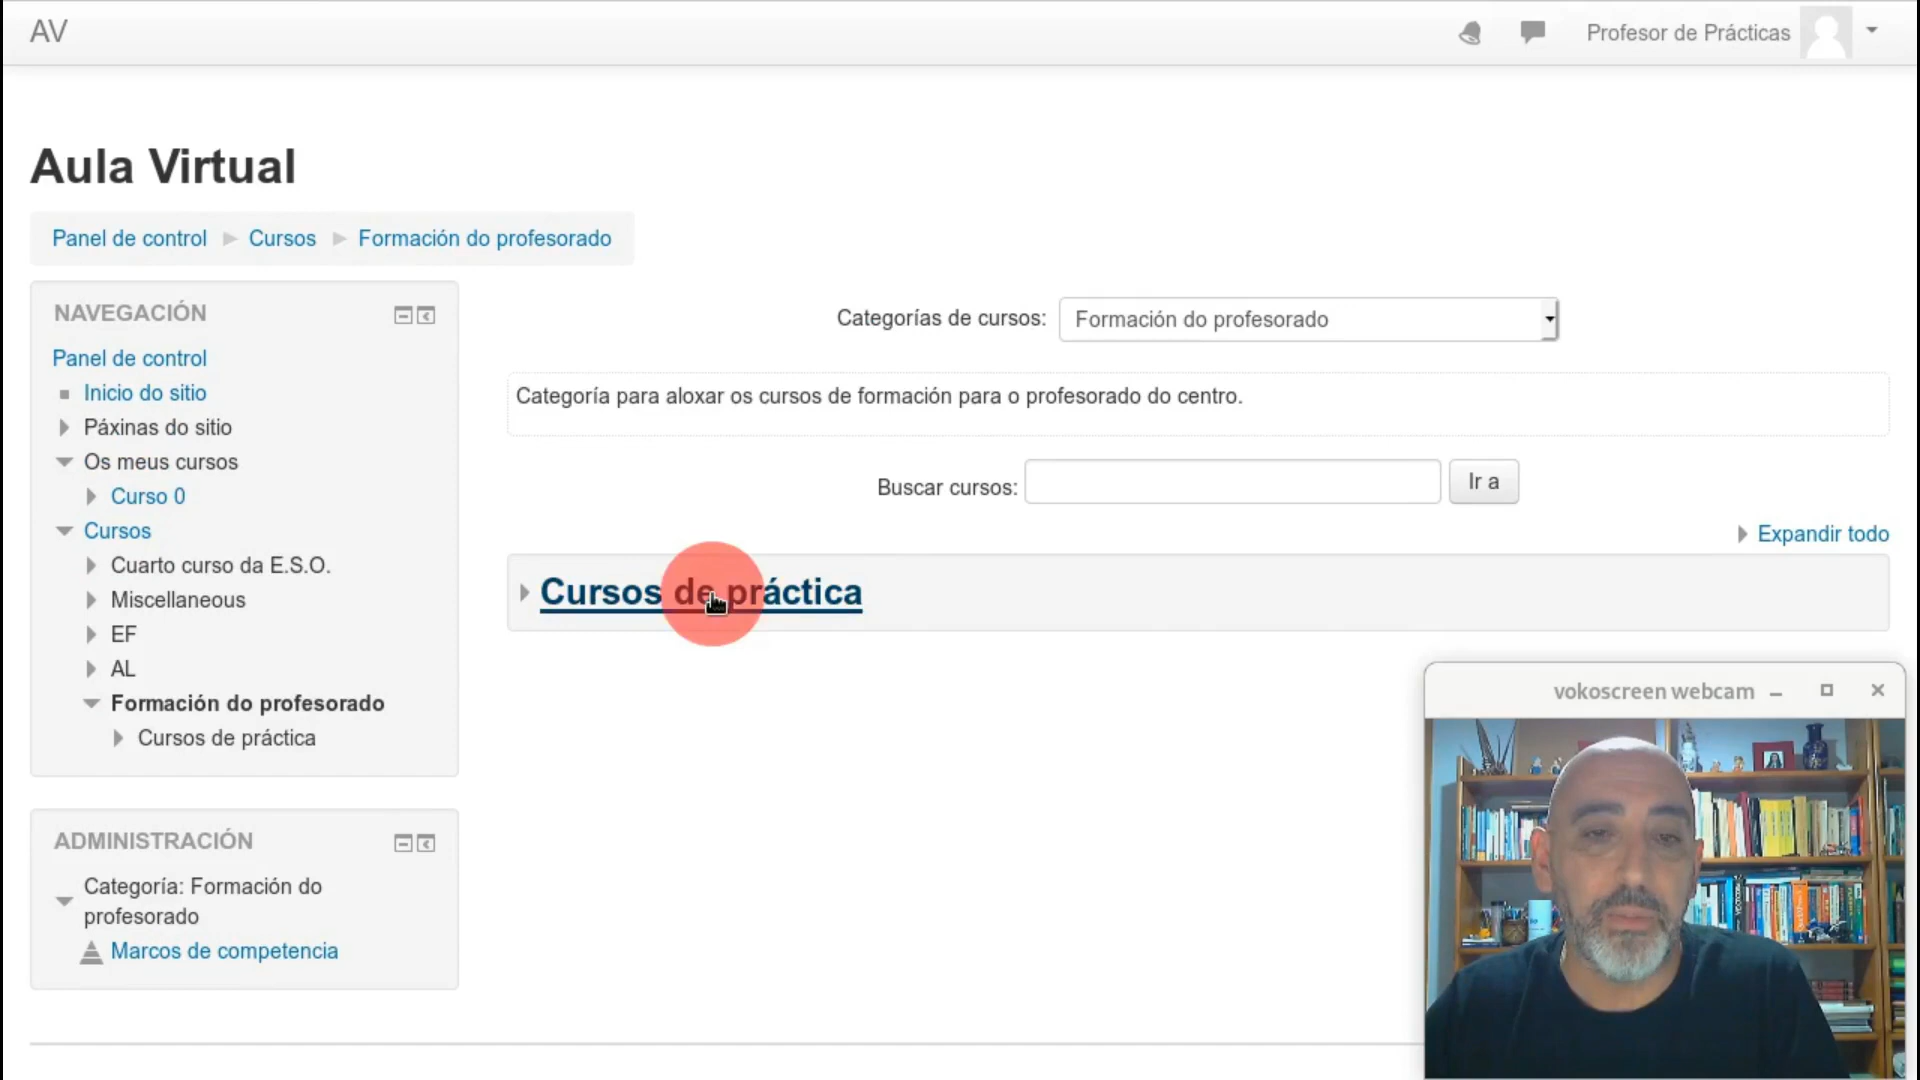 AV
Profesor de Prácticas
Aula Virtual
Panel de control
Cursos
Formación do profesorado
NAVEGACIÓN
Panel de control
Inicio do sitio
Páxinas do sitio
Os meus cursos
Curso 0
Cursos
Cuarto curso da E.S.O.
Miscellaneous
EF
AL
Formación do profesorado
Cursos de práctica
ADMINISTRACIÓN
Categoría: Formación do
profesorado
Marcos de competencia
Categorías de cursos:
Formación do profesorado
Categoría para aloxar os cursos de formación para o profesorado do centro.
Buscar cursos:
Ir a
Expandir todo
Cursos de práctica
vokoscreen webcam